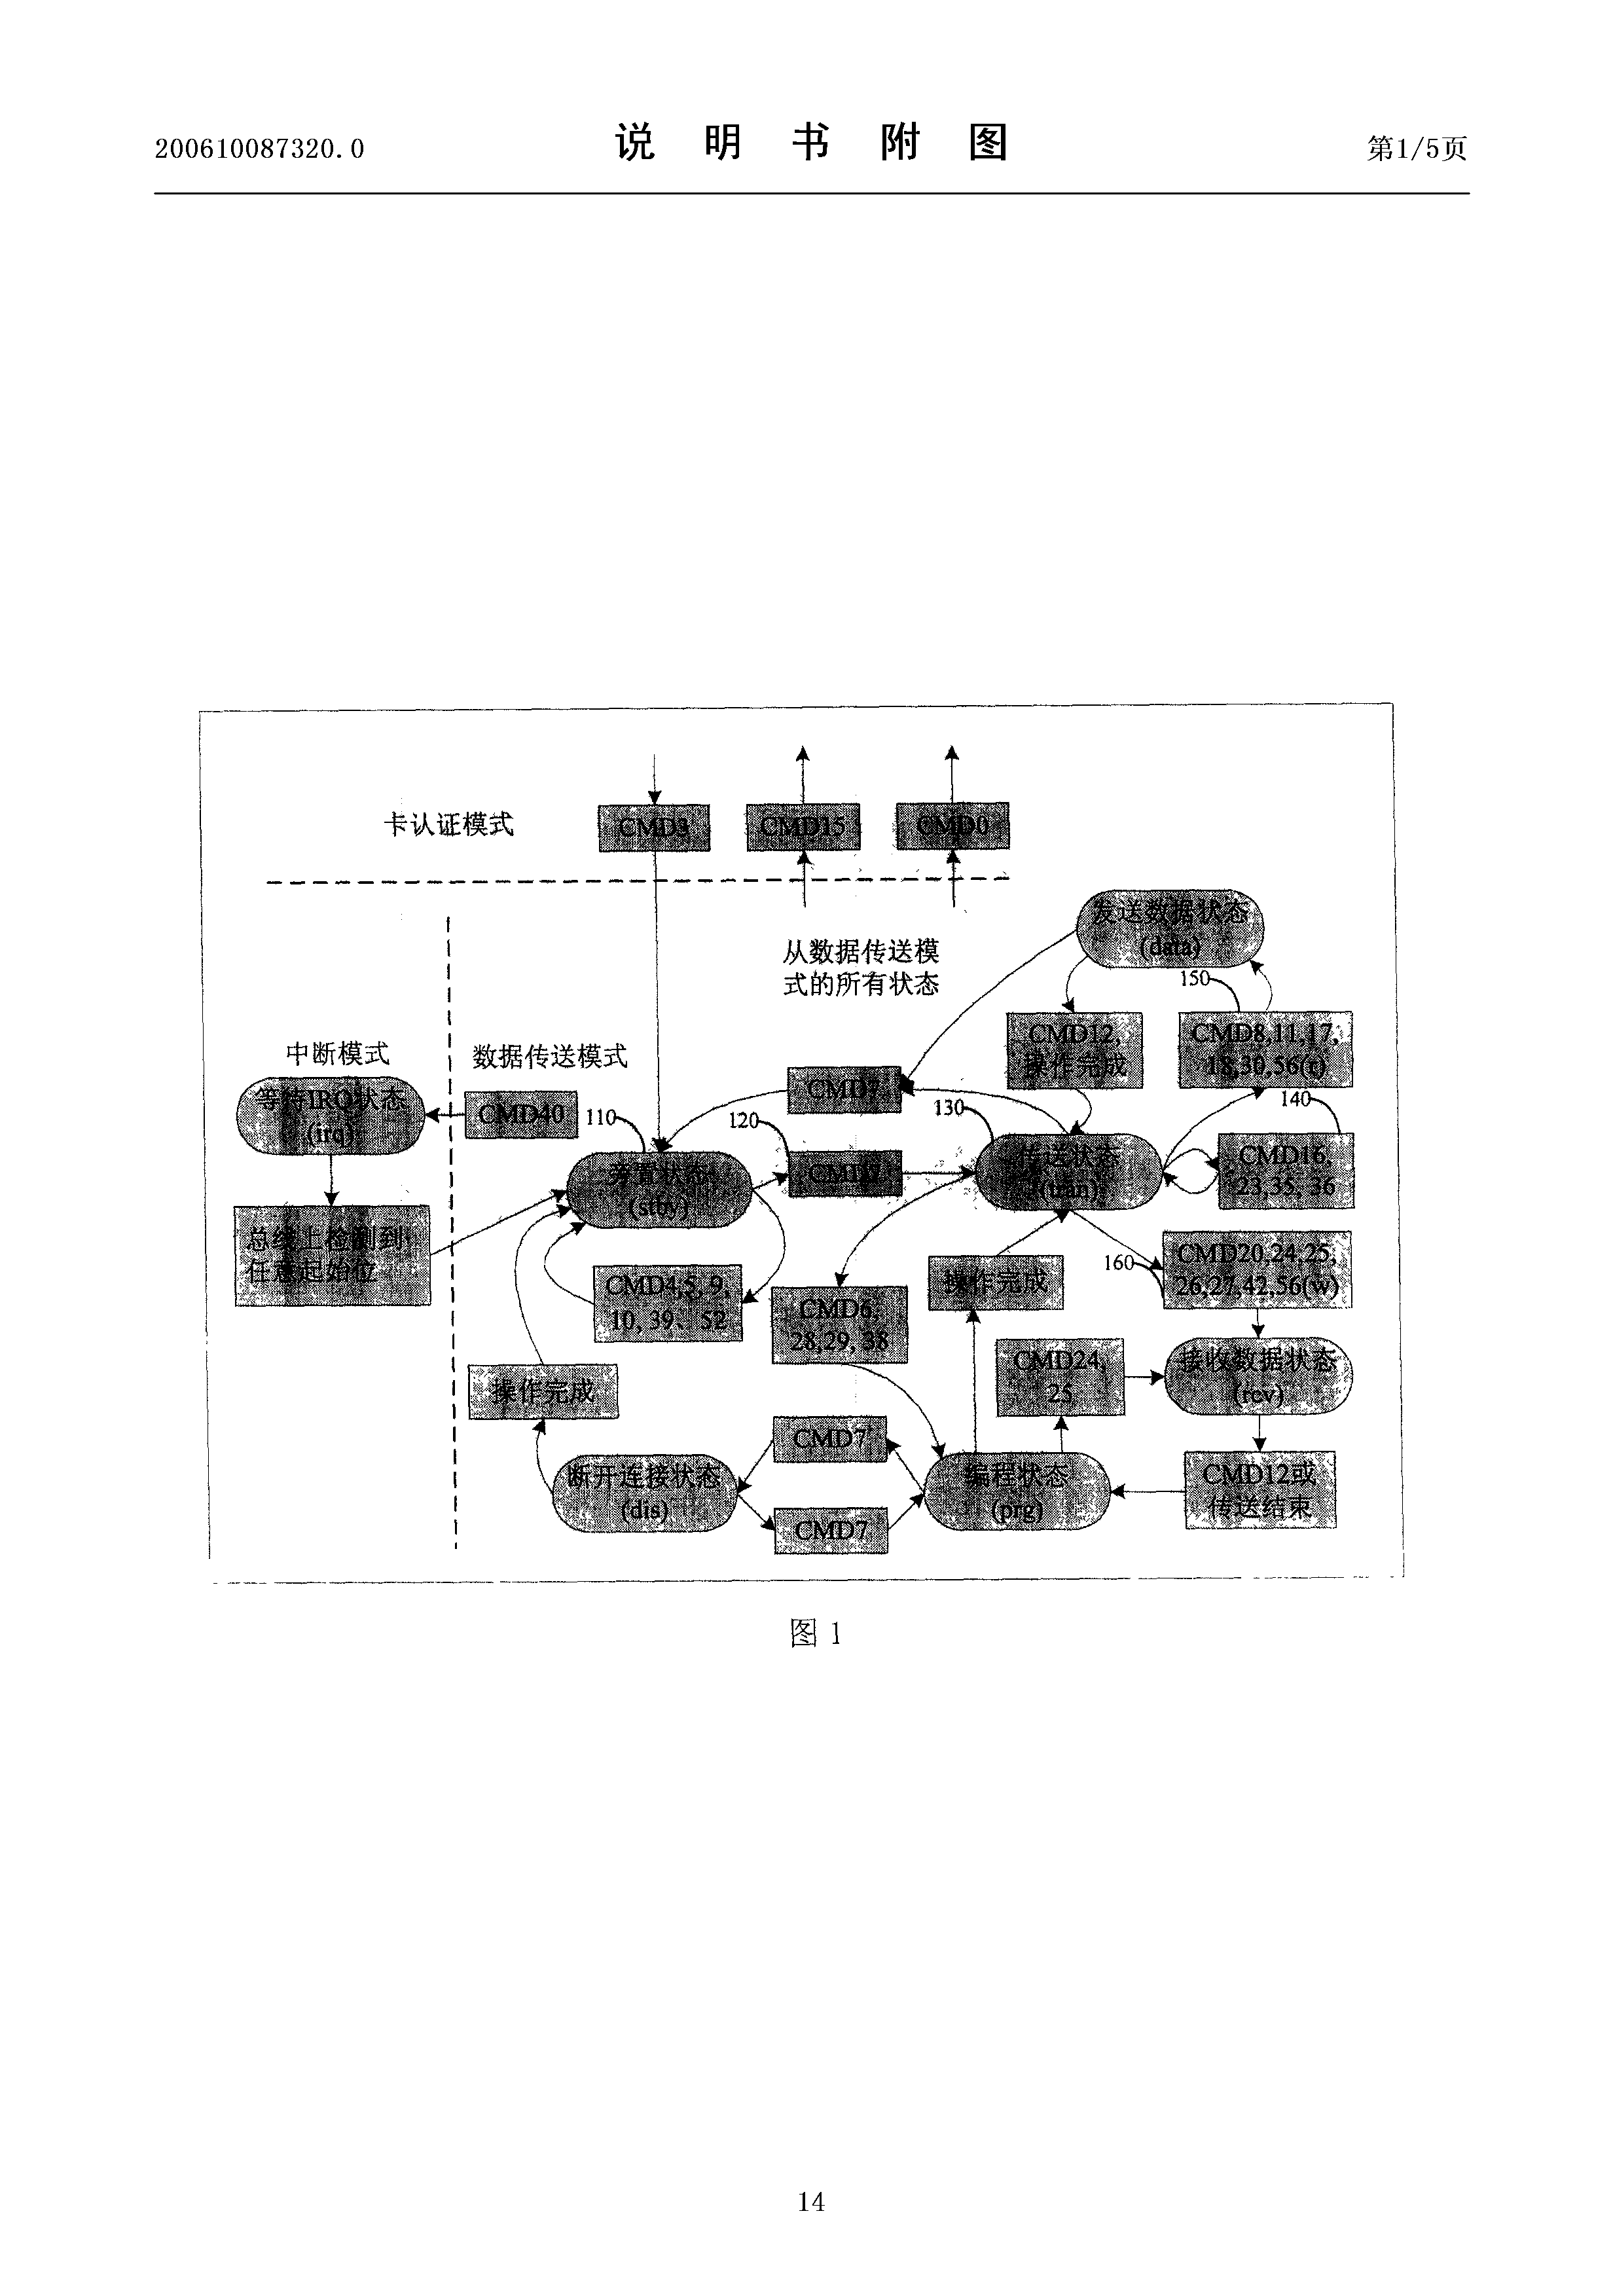 200610087320.0
说 明 书 附 图
第1/5页
卡认证模式
CMD3
CMD15
CMD0
从数据传送模
式的所有状态
发送数据状态
(data)
150
CMD12,
操作完成
CMD8,11,17,
18,30,56(r)
中断模式
数据传送模式
等待IRQ状态
(irq)
CMD40
110
CMD7
120
CMD7
130
140
旁置状态
(stby)
传送状态
(tran)
CMD16,
23,35, 36
总线上检测到
任意起始位
CMD4,5, 9,
10, 39、52
CMD6,
28,29, 38
操作完成
160
CMD20,24,25,
26,27,42,56(w)
操作完成
CMD24,
25
接收数据状态
(rcv)
断开连接状态
(dis)
CMD7
CMD7
编程状态
(prg)
CMD12或
传送结束
图 1
14